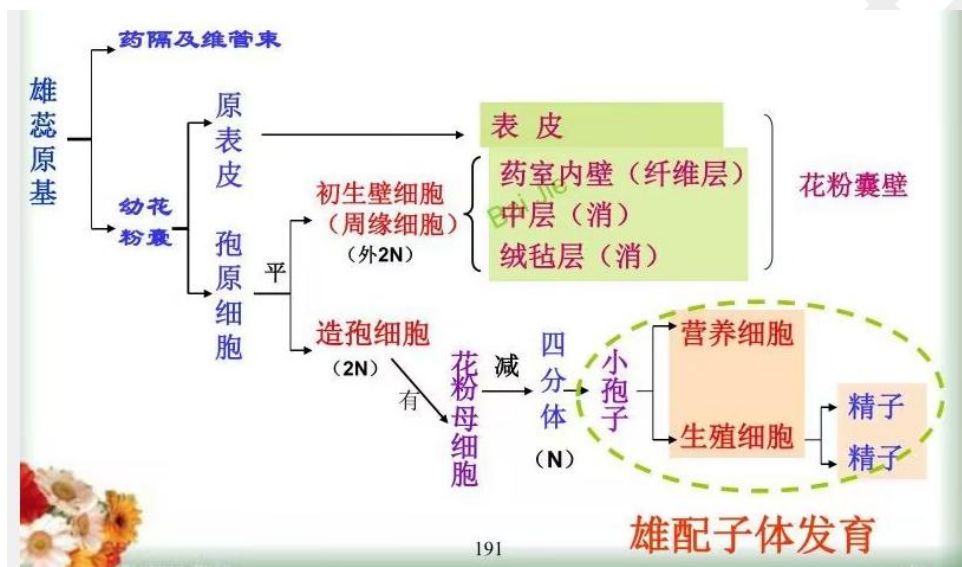 药隔及维管束
雄蕊原基
原表皮
表 皮
幼花
粉囊
孢原细胞
平
初生壁细胞
（周缘细胞）
（外2N）
药室内壁（纤维层）
中层（消）
绒毡层（消）
花粉囊壁
Bai Jie
造孢细胞
（2N）
有
花粉母细胞
减
四分体
（N）
小孢子
营养细胞
生殖细胞
精子
精子
雄配子体发育
191